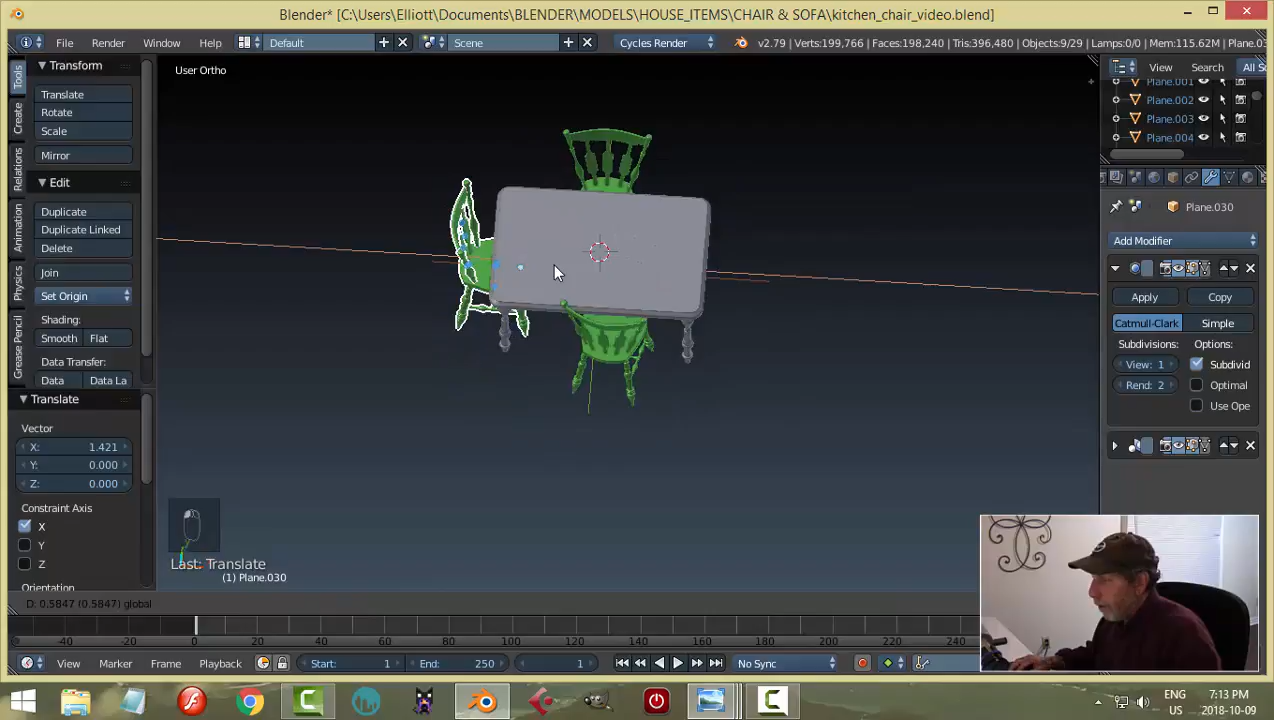 Blender* [C:\Users\Elliott\Documents\BLENDER\MODELS\HOUSE_ITEMS\CHAIR & SOFA\kitchen_chair_video.blend]
File Render Window Help Default Scene Cycles Render v2.79 | Verts:199,766 | Faces:198,240 | Tris:396,480 | Objects:9/29 | Lamps:0/0 | Mem:115.62M | Plane.03
User Ortho
View Search All S
Plane.001
Plane.002
Plane.003
Plane.004
Tools
Create
Relations
Animation
Physics
Grease Pencil
Transform
Translate
Rotate
Scale
Mirror
Edit
Duplicate
Duplicate Linked
Delete
Join
Set Origin
Shading:
Smooth Flat
Data Transfer:
Data Data La
Translate
Vector
X: 1.421
Y: 0.000
Z: 0.000
Constraint Axis
X
Y
Z
Orientation
Plane.030
Add Modifier
Apply Copy
Catmull-Clark Simple
Subdivisions: Options:
View: 1 Subdivid
Rend: 2 Optimal
Use Ope
Last: Translate
(1) Plane.030
D: 0.5847 (0.5847) global
-40 -20 0 20 40 60 80 100 120 140 160 180 200 220 240
View Marker Frame Playback Start: 1 End: 250 1 No Sync
ENG 7:13 PM
US 2018-10-09